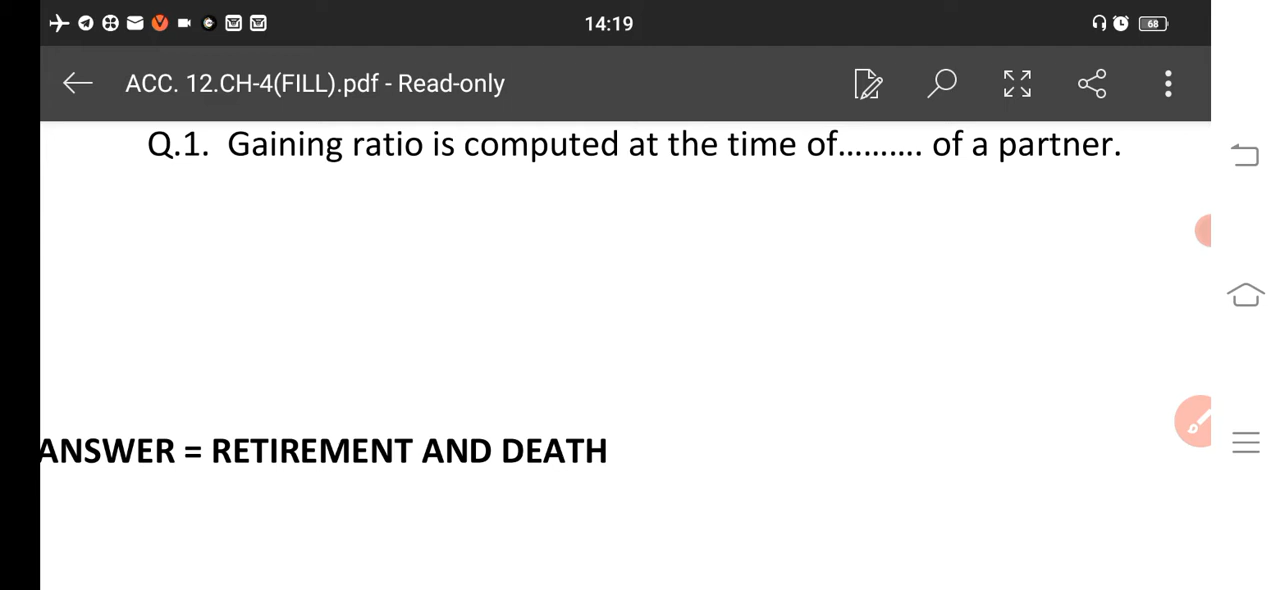 14:19
68
ACC. 12.CH-4(FILL).pdf - Read-only
Q.1. Gaining ratio is computed at the time of.......... of a partner.
ANSWER = RETIREMENT AND DEATH